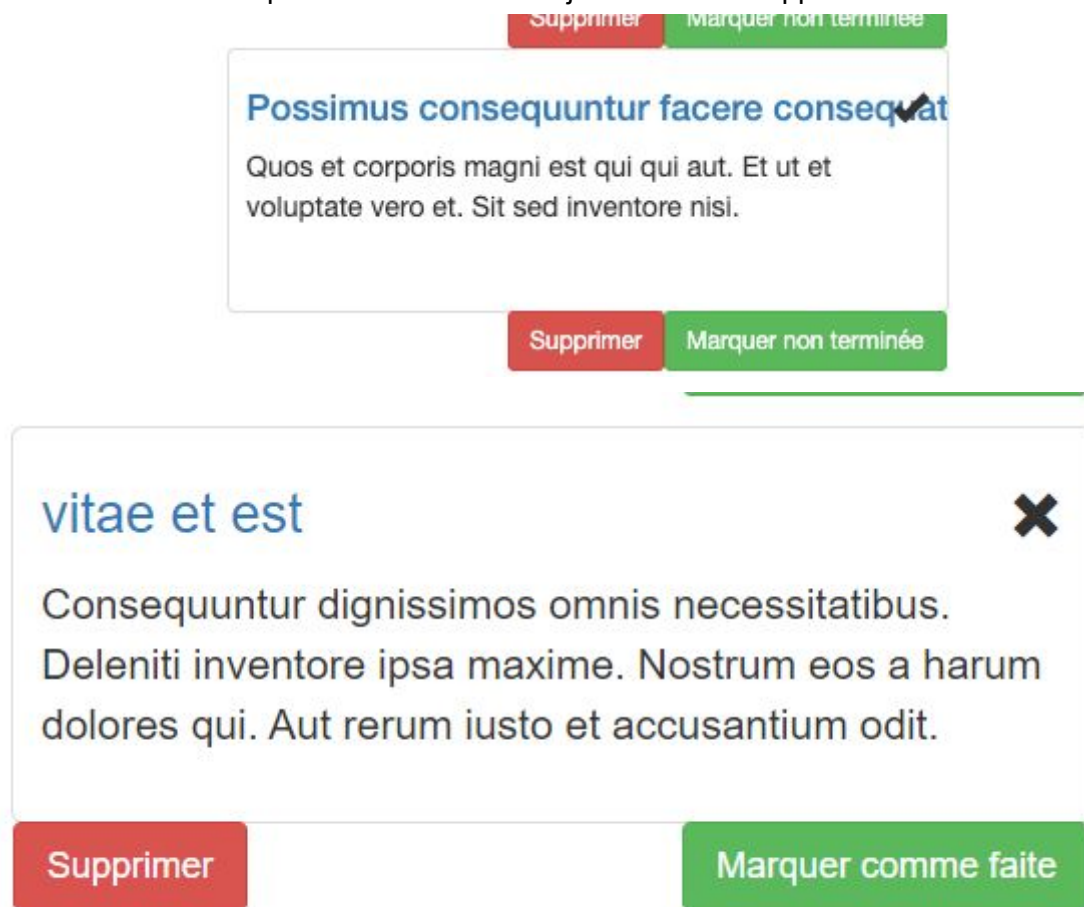 Supprimer Marquer non terminée
Possimus consequuntur facere
Quos et corporis magni est qui qui aut. Et ut et
voluptate vero et. Sit sed inventore nisi.
Supprimer Marquer non terminée
vitae et est
Consequuntur dignissimos omnis necessitatibus.
Deleniti inventore ipsa maxime. Nostrum eos a harum
dolores qui. Aut rerum iusto et accusantium odit.
Supprimer Marquer comme faite